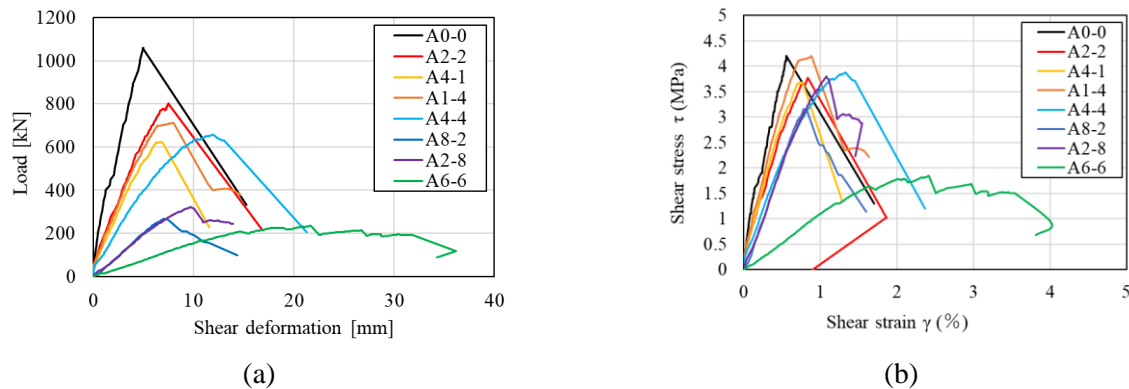 Load [kN]
1200
1000
800
600
400
200
0
0 10 20 30 40
Shear deformation [mm]
A0-0
A2-2
A4-1
A1-4
A4-4
A8-2
A2-8
A6-6
(a)
Shear stress τ (MPa)
5
4.5
4
3.5
3
2.5
2
1.5
1
0.5
0
0 1 2 3 4 5
Shear strain γ (%)
A0-0
A2-2
A4-1
A1-4
A4-4
A8-2
A2-8
A6-6
(b)